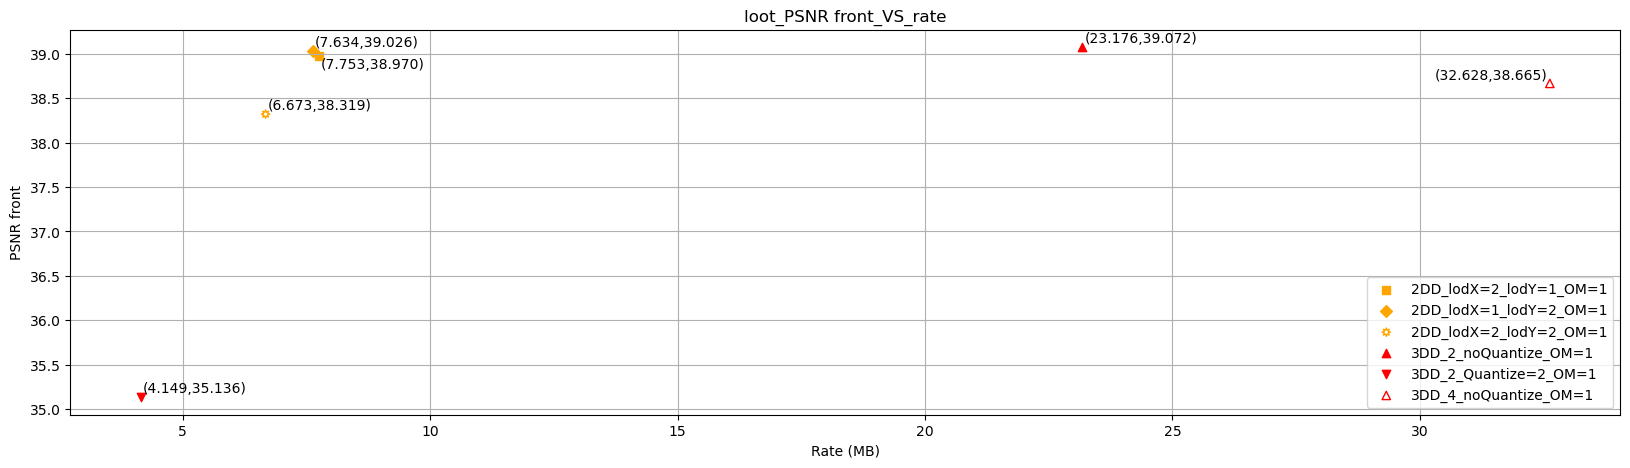 loot_PSNR front_VS_rate
39.0
38.5
38.0
37.5
37.0
36.5
36.0
35.5
35.0
PSNR front
(7.634,39.026)
(7.753,38.970)
(6.673,38.319)
(4.149,35.136)
(23.176,39.072)
(32.628,38.665)
2DD_lodX=2_lodY=1_OM=1
2DD_lodX=1_lodY=2_OM=1
2DD_lodX=2_lodY=2_OM=1
3DD_2_noQuantize_OM=1
3DD_2_Quantize=2_OM=1
3DD_4_noQuantize_OM=1
5 10 15 20 25 30
Rate (MB)